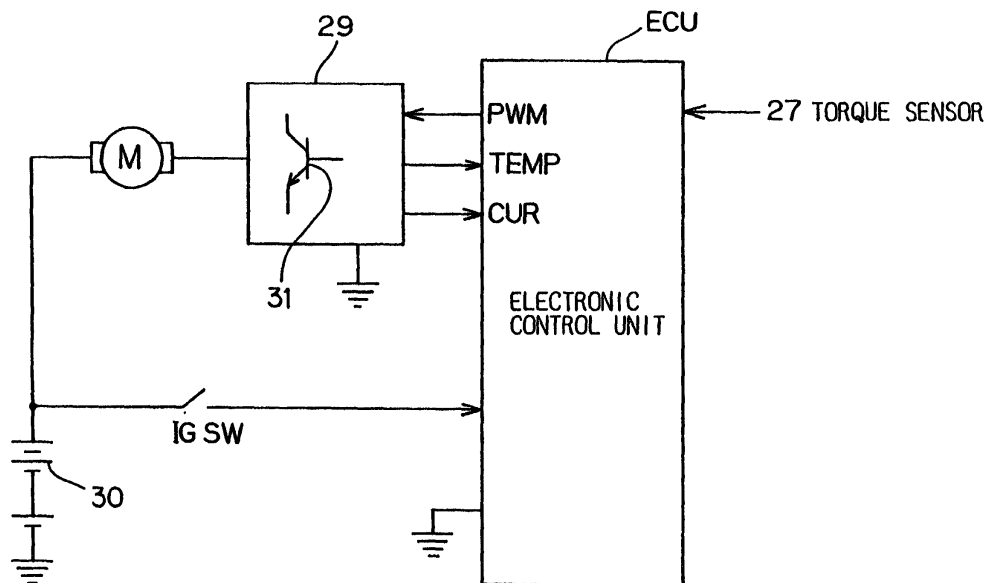 ECU
29
PWM
27 TORQUE SENSOR
M
TEMP
CUR
31
ELECTRONIC
CONTROL UNIT
IG SW
30